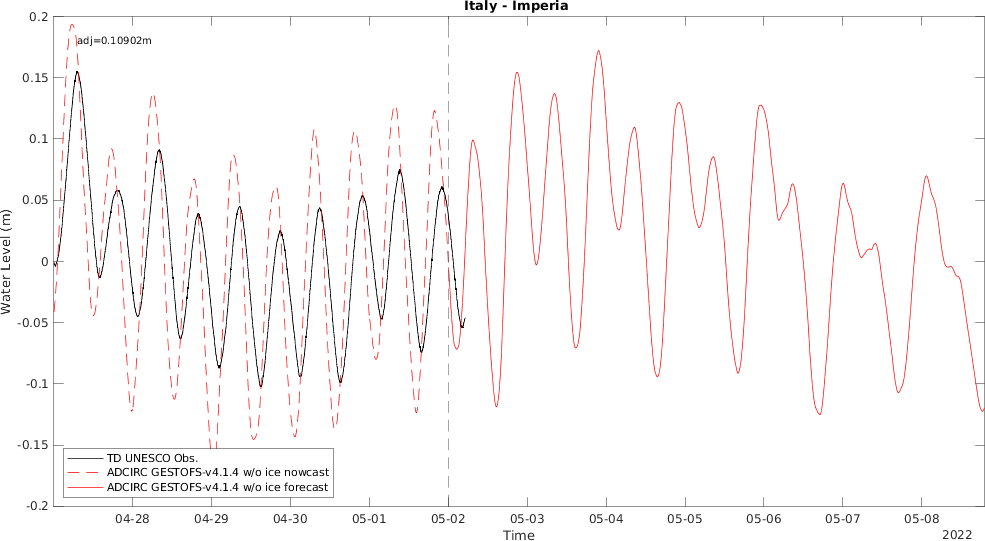 Italy - Imperia
adj=0.10902m
0.2
0.15
0.1
0.05
0
-0.05
-0.1
-0.15
-0.2
Water Level (m)
TD UNESCO Obs.
ADCIRC GESTOFS-v4.1.4 w/o ice nowcast
ADCIRC GESTOFS-v4.1.4 w/o ice forecast
04-28 04-29 04-30 05-01 05-02 05-03 05-04 05-05 05-06 05-07 05-08
Time
2022